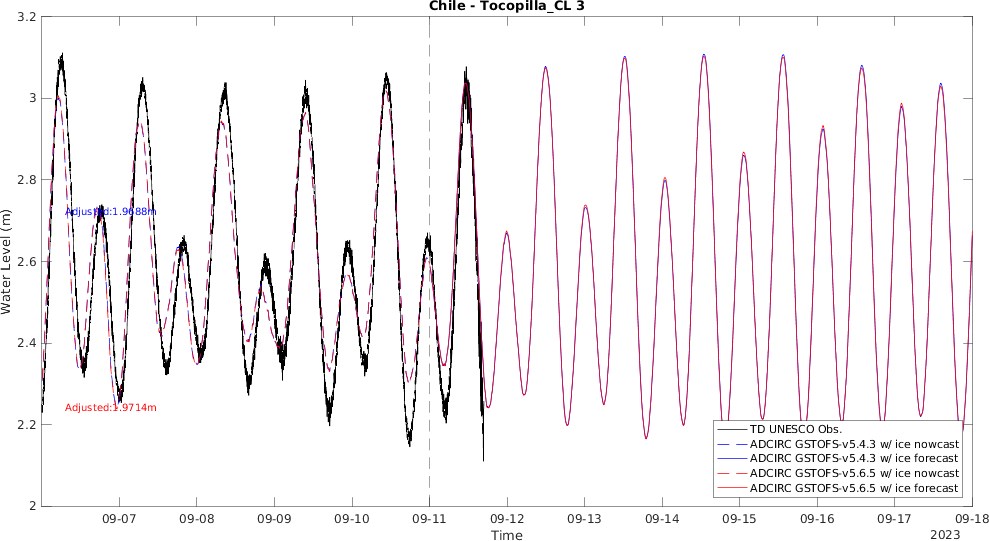 Chile - Tocopilla_CL 3
Water Level (m)
3.2
3
2.8
2.6
2.4
2.2
2
Adjusted:1.9688m
Adjusted:1.9714m
TD UNESCO Obs.
ADCIRC GSTOFS-v5.4.3 w/ ice nowcast
ADCIRC GSTOFS-v5.4.3 w/ ice forecast
ADCIRC GSTOFS-v5.6.5 w/ ice nowcast
ADCIRC GSTOFS-v5.6.5 w/ ice forecast
09-07 09-08 09-09 09-10 09-11 09-12 09-13 09-14 09-15 09-16 09-17 09-18
2023
Time